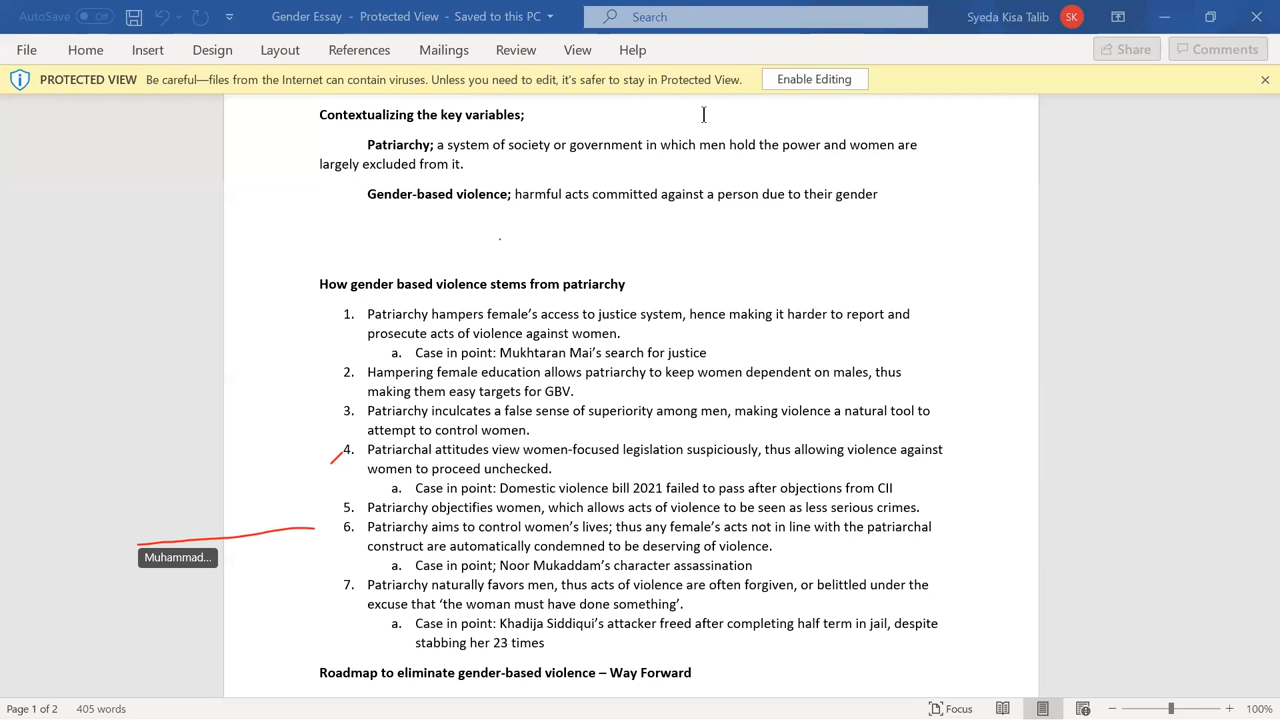 AutoSave Off Gender Essay - Protected View - Saved to this PC Search Syeda Kisa Talib SK
File Home Insert Design Layout References Mailings Review View Help Share Comments
PROTECTED VIEW Be careful—files from the Internet can contain viruses. Unless you need to edit, it's safer to stay in Protected View. Enable Editing
Contextualizing the key variables;
Patriarchy; a system of society or government in which men hold the power and women are
largely excluded from it.
Gender-based violence; harmful acts committed against a person due to their gender
How gender based violence stems from patriarchy
1. Patriarchy hampers female's access to justice system, hence making it harder to report and
prosecute acts of violence against women.
a. Case in point: Mukhtaran Mai's search for justice
2. Hampering female education allows patriarchy to keep women dependent on males, thus
making them easy targets for GBV.
3. Patriarchy inculcates a false sense of superiority among men, making violence a natural tool to
attempt to control women.
4. Patriarchal attitudes view women-focused legislation suspiciously, thus allowing violence against
women to proceed unchecked.
a. Case in point: Domestic violence bill 2021 failed to pass after objections from CII
5. Patriarchy objectifies women, which allows acts of violence to be seen as less serious crimes.
6. Patriarchy aims to control women's lives; thus any female's acts not in line with the patriarchal
construct are automatically condemned to be deserving of violence.
Muhammad...
a. Case in point; Noor Mukaddam's character assassination
7. Patriarchy naturally favors men, thus acts of violence are often forgiven, or belittled under the
excuse that 'the woman must have done something'.
a. Case in point: Khadija Siddiqui's attacker freed after completing half term in jail, despite
stabbing her 23 times
Roadmap to eliminate gender-based violence – Way Forward
Page 1 of 2 405 words Focus 100%